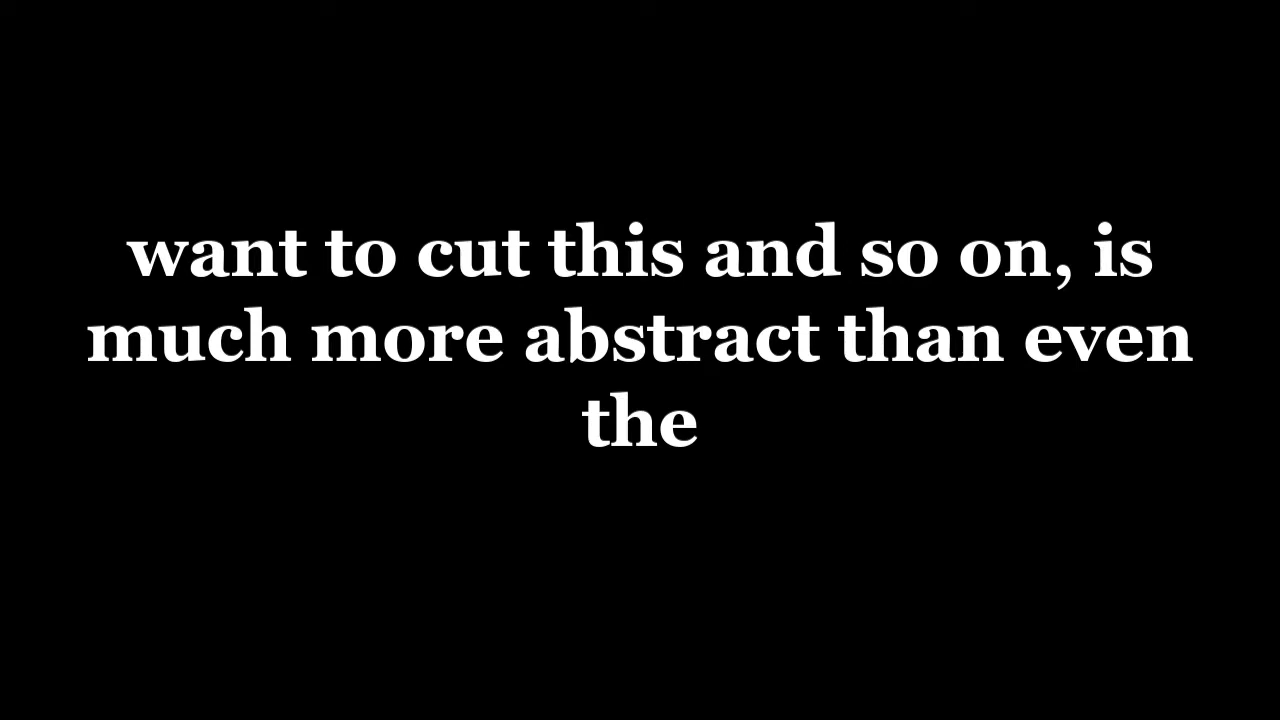 want to cut this and so on, is
much more abstract than even
the